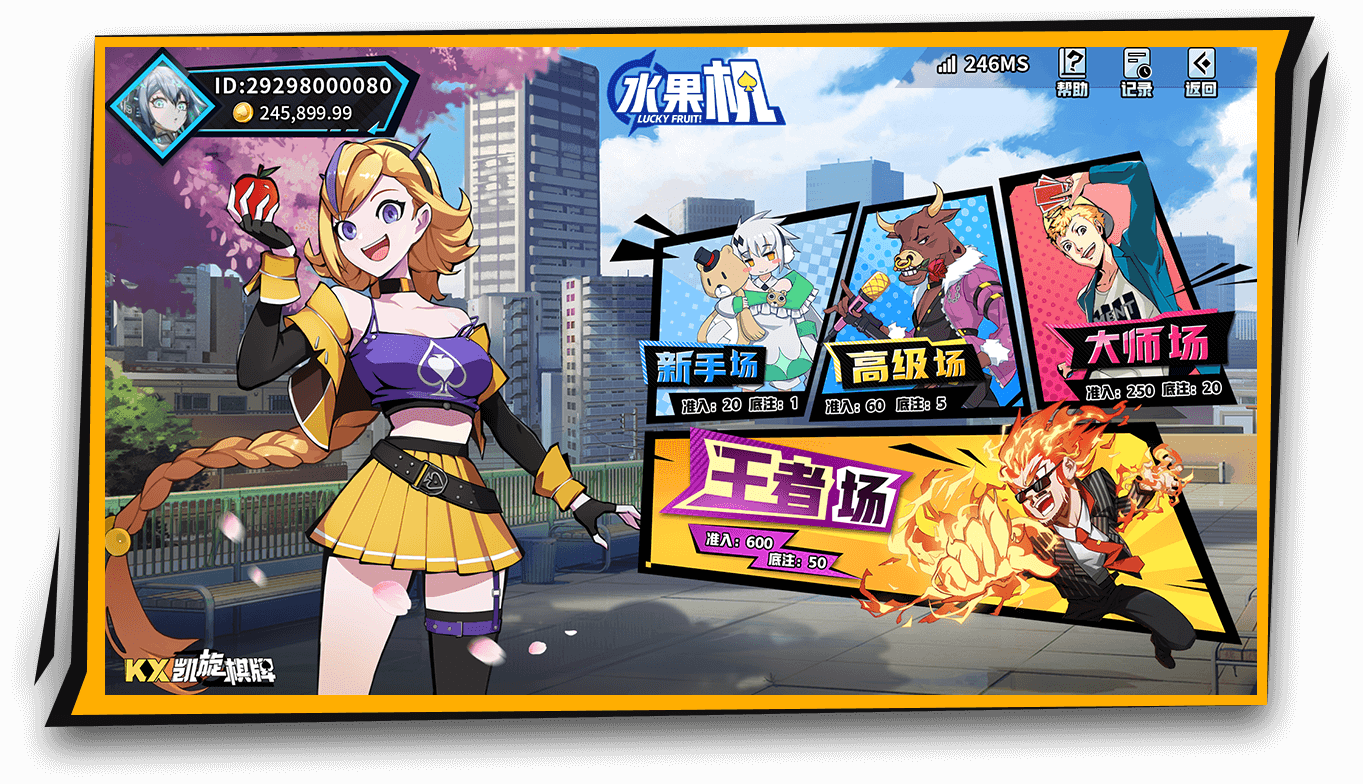 ID:29298000080
245,899.99
水果机
LUCKY FRUIT!
246MS
帮助
记录
返回
新手场
准入：20 底注：1
高级场
准入：60 底注：5
MENT
大师场
准入：250 底注：20
王者场
准入：600
底注：50
KX凯旋棋牌